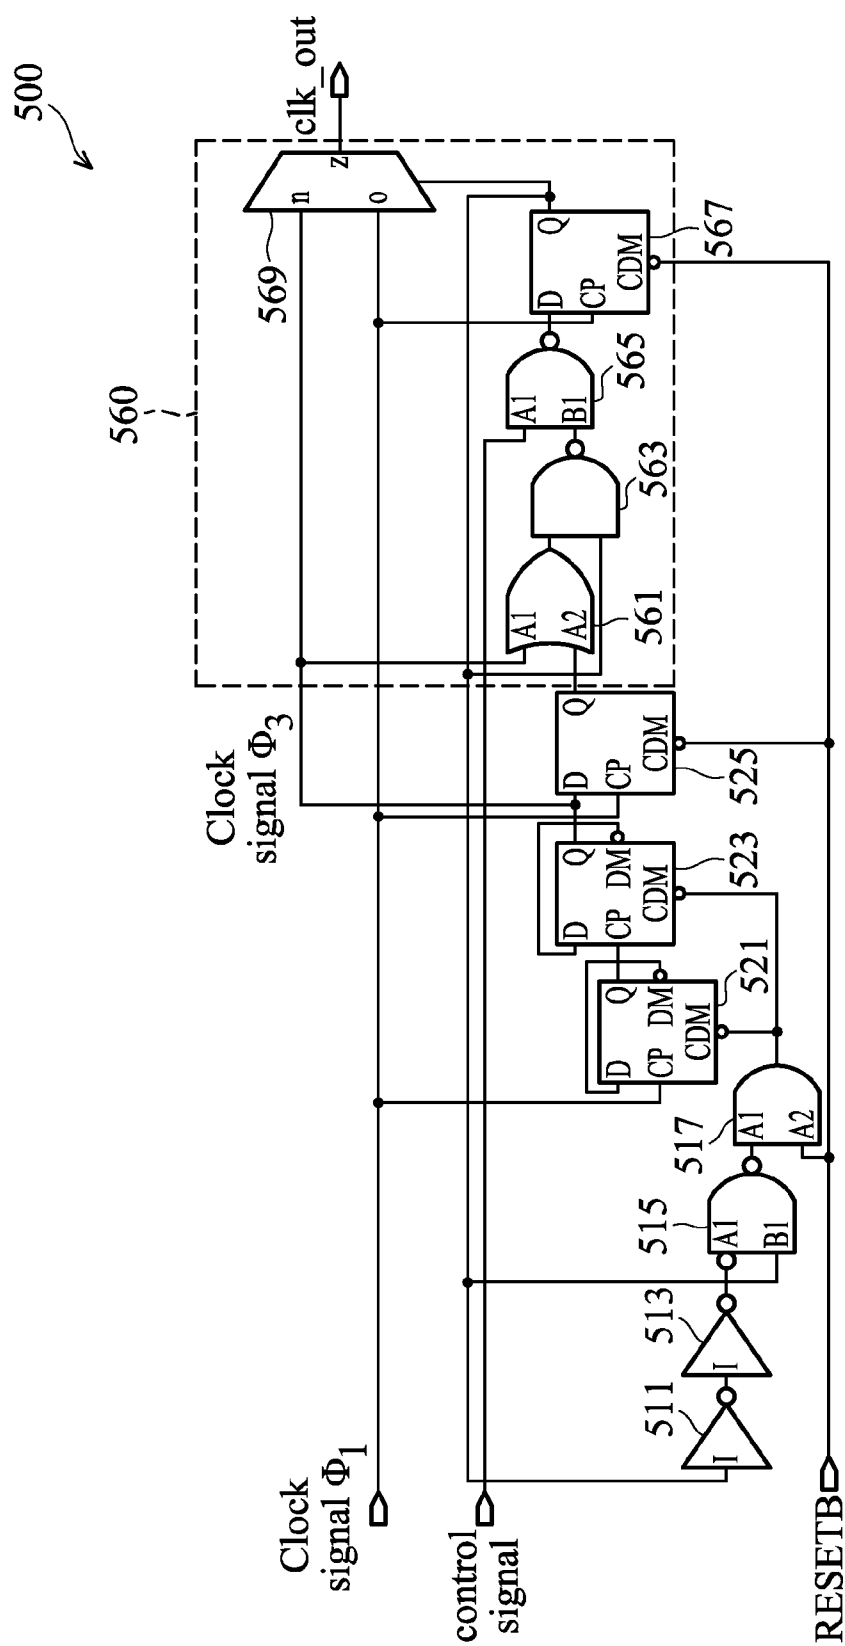 500
Clock
signal Φ1
control
signal
RESETB
I
511
I
513
A1
B1
515
A1
A2
517
D
Q
CP
DM
CDM
521
D
Q
CP
DM
CDM
523
Clock
signal Φ3
D
Q
CP
CDM
525
560
A1
A2
561
563
A1
B1
565
D
Q
CP
CDM
567
n
o
z
569
clk_out